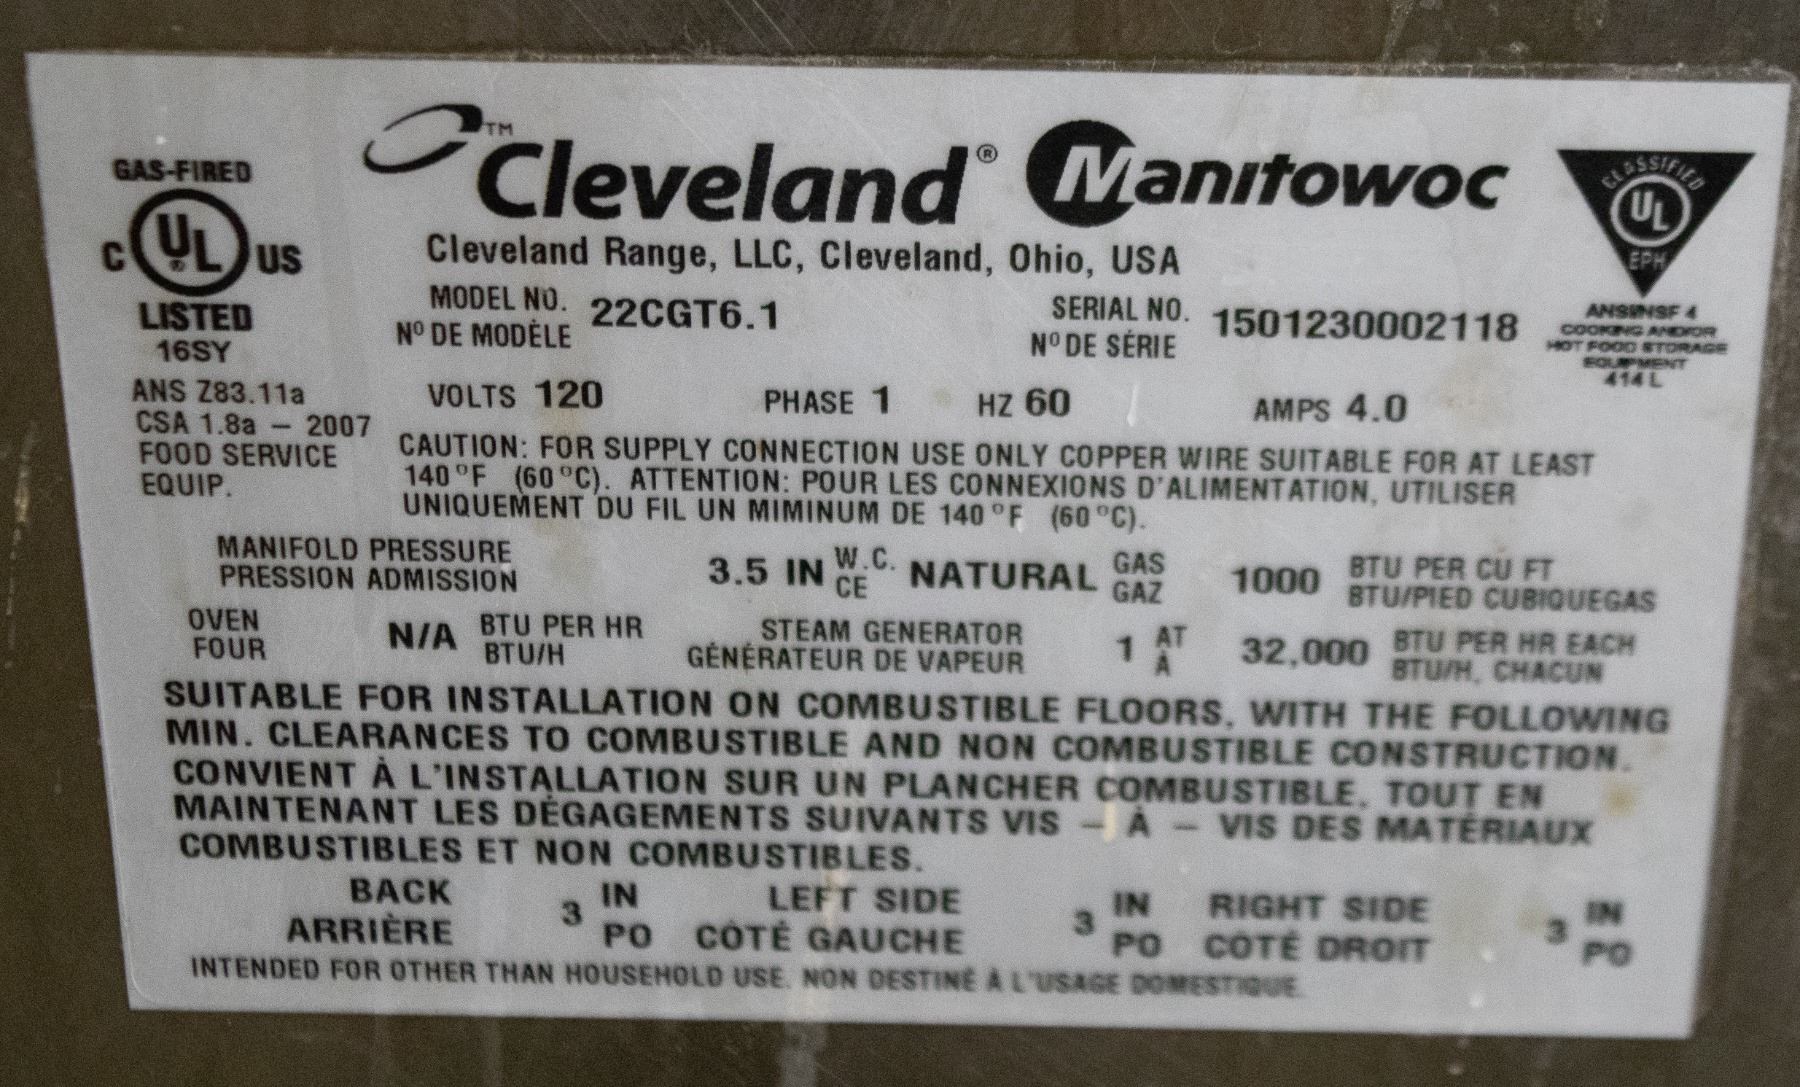 GAS-FIRED
C UL® US
LISTED
16SY
ANS Z83.11a
CSA 1.8a – 2007
FOOD SERVICE
EQUIP.
™Cleveland® Manitowoc
Cleveland Range, LLC, Cleveland, Ohio, USA
MODEL NO. 22CGT6.1 SERIAL NO. 1501230002118
Nº DE MODÈLE Nº DE SÉRIE
CLASSIFIED
UL
EPH
ANSI/NSF 4
COOKING AND/OR
HOT FOOD STORAGE
EQUIPMENT
414 L
VOLTS 120 PHASE 1 HZ 60 AMPS 4.0
CAUTION: FOR SUPPLY CONNECTION USE ONLY COPPER WIRE SUITABLE FOR AT LEAST
140 ºF (60 ºC). ATTENTION: POUR LES CONNEXIONS D'ALIMENTATION, UTILISER
UNIQUEMENT DU FIL UN MIMINUM DE 140 ºF (60 ºC).
MANIFOLD PRESSURE 3.5 IN W.C. NATURAL GAS 1000 BTU PER CU FT
PRESSION ADMISSION CE GAZ BTU/PIED CUBIQUEGAS
OVEN N/A BTU PER HR STEAM GENERATOR 1 AT 32,000 BTU PER HR EACH
FOUR BTU/H GÉNÉRATEUR DE VAPEUR À BTU/H, CHACUN
SUITABLE FOR INSTALLATION ON COMBUSTIBLE FLOORS, WITH THE FOLLOWING
MIN. CLEARANCES TO COMBUSTIBLE AND NON COMBUSTIBLE CONSTRUCTION.
CONVIENT À L'INSTALLATION SUR UN PLANCHER COMBUSTIBLE, TOUT EN
MAINTENANT LES DÉGAGEMENTS SUIVANTS VIS – À – VIS DES MATÉRIAUX
COMBUSTIBLES ET NON COMBUSTIBLES.
BACK 3 IN LEFT SIDE 3 IN RIGHT SIDE 3 IN
ARRIÈRE PO CÔTÉ GAUCHE PO CÔTÉ DROIT PO
INTENDED FOR OTHER THAN HOUSEHOLD USE. NON DESTINÉ À L'USAGE DOMESTIQUE.